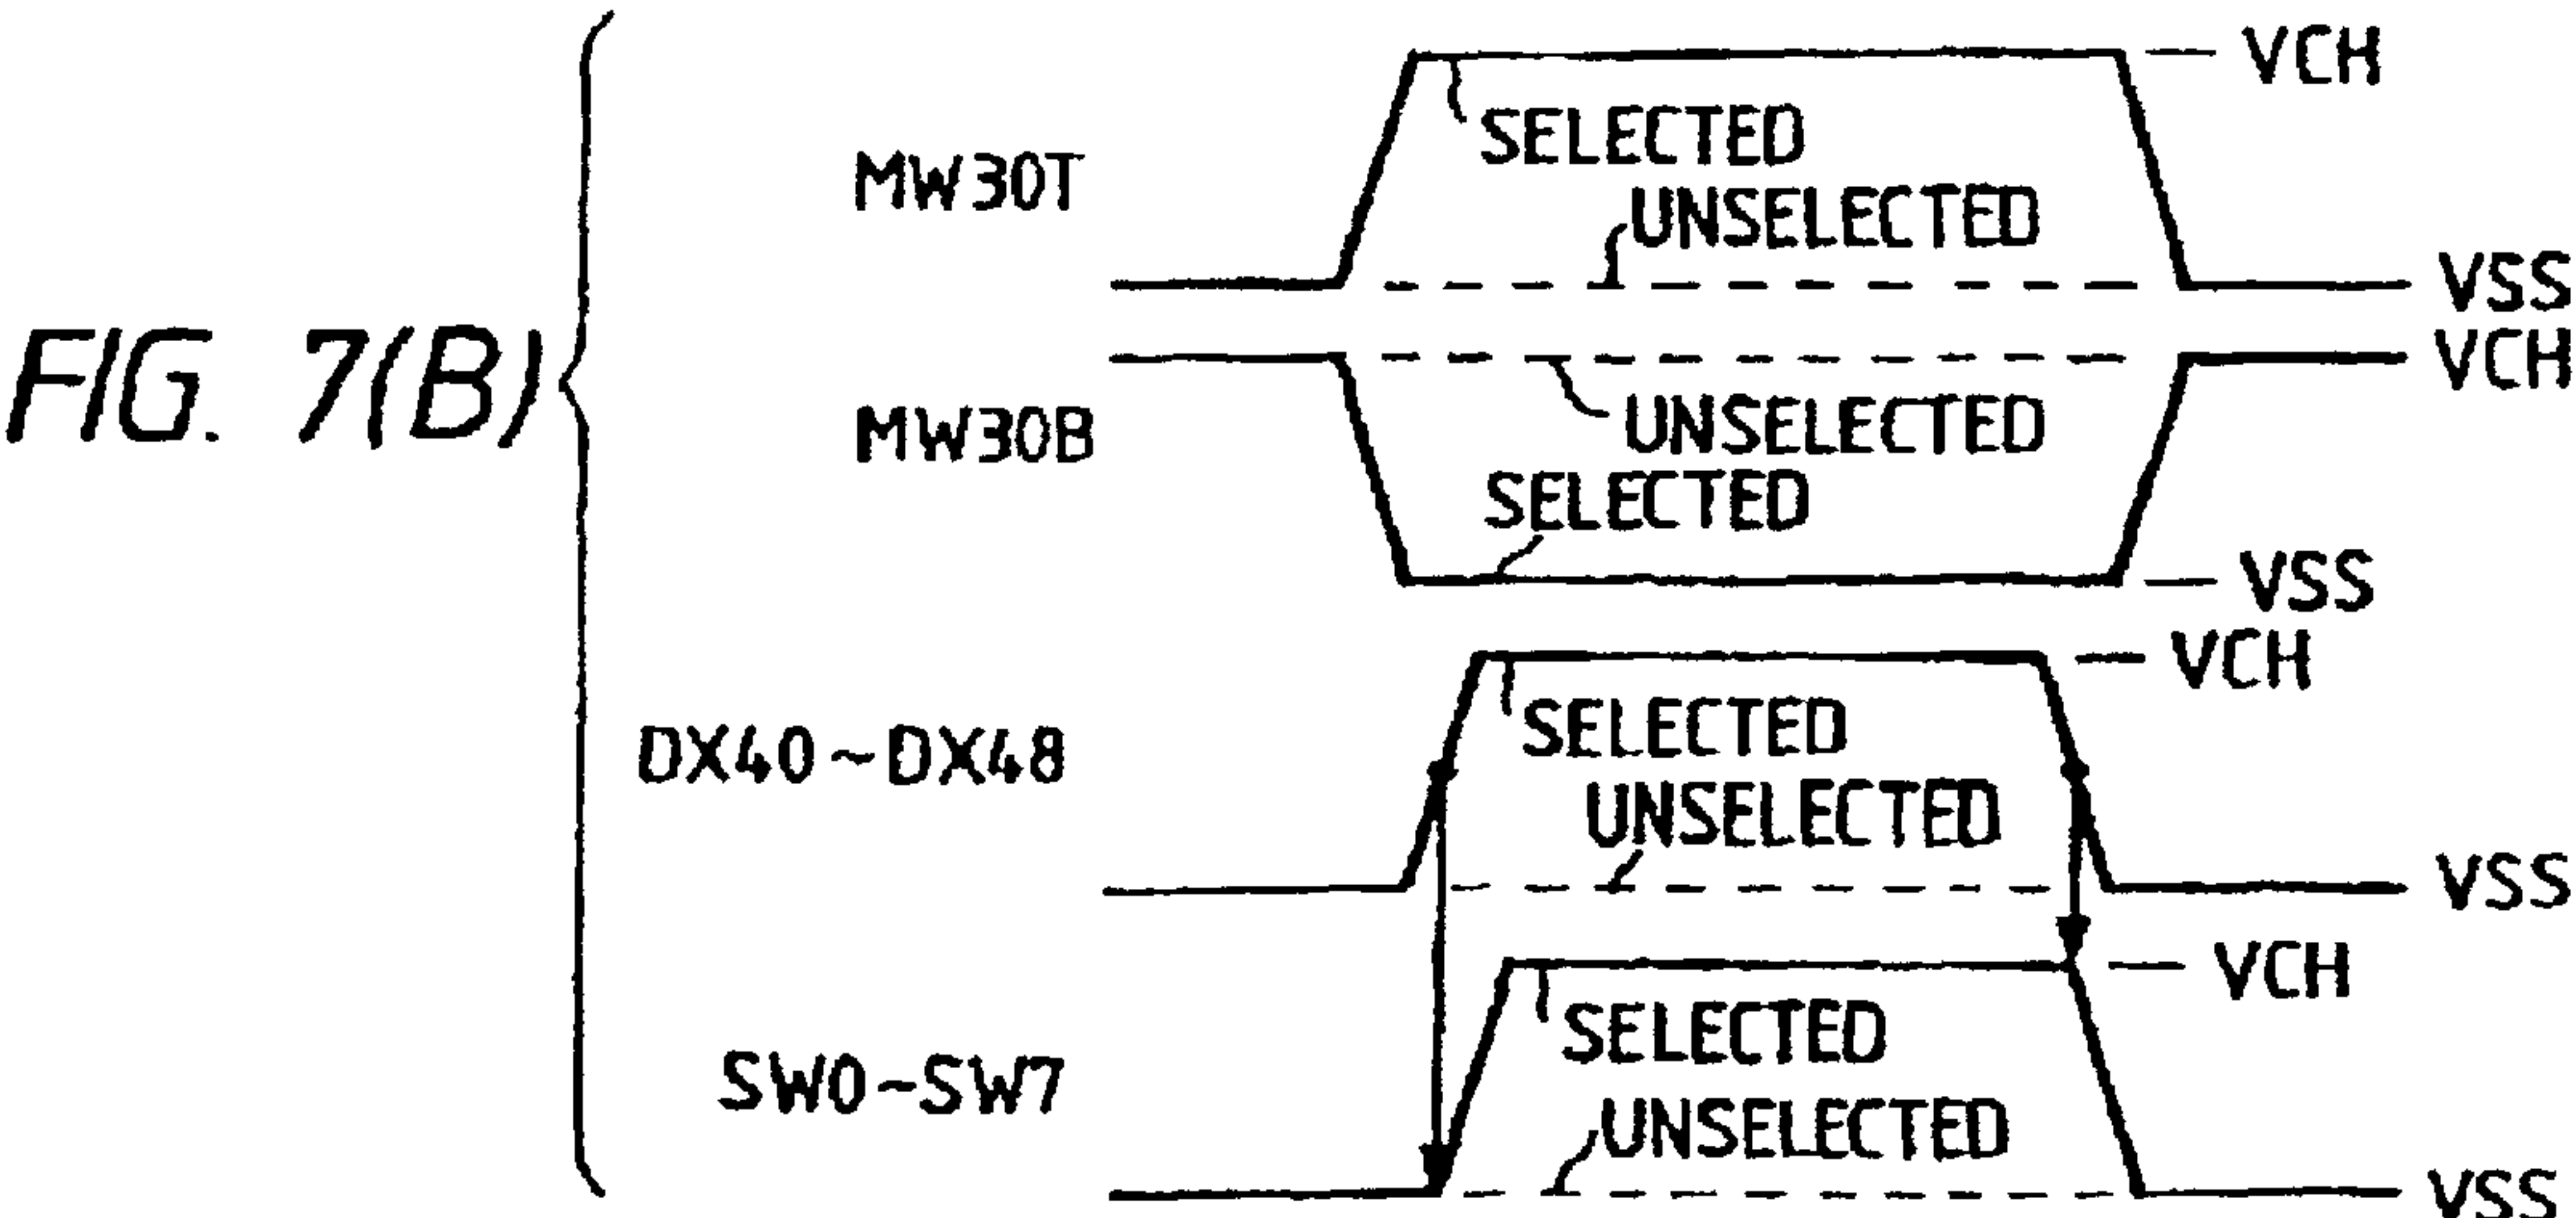 FIG. 7(B)
MW30T
VCH
SELECTED
UNSELECTED
VSS
MW30B
VCH
UNSELECTED
SELECTED
VSS
DX40~DX48
VCH
SELECTED
UNSELECTED
VSS
SW0~SW7
VCH
SELECTED
UNSELECTED
VSS